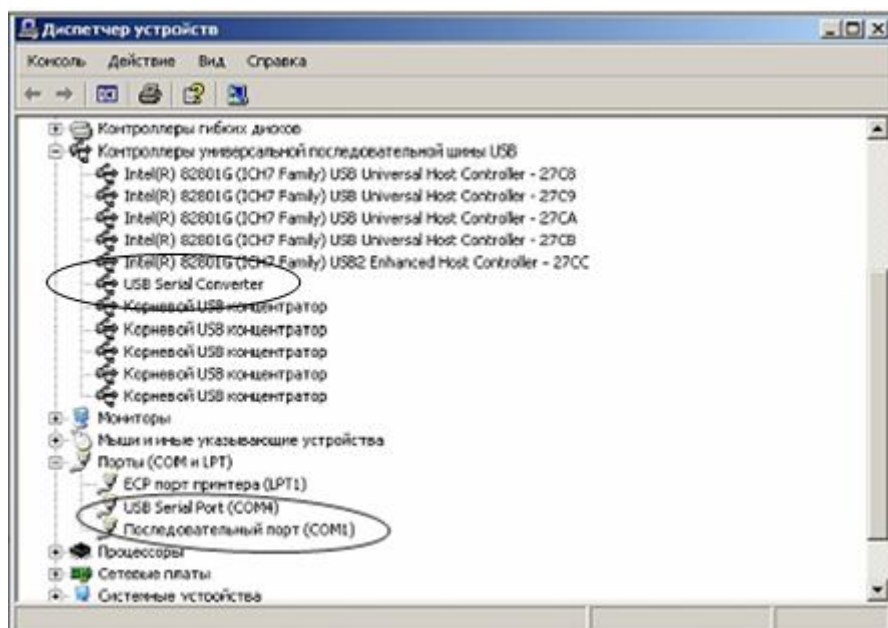 Диспетчер устройств
Консоль Действие Вид Справка
Контроллеры гибких дисков
Контроллеры универсальной последовательной шины USB
Intel(R) 82801G (ICH7 Family) USB Universal Host Controller - 27C8
Intel(R) 82801G (ICH7 Family) USB Universal Host Controller - 27C9
Intel(R) 82801G (ICH7 Family) USB Universal Host Controller - 27CA
Intel(R) 82801G (ICH7 Family) USB Universal Host Controller - 27CB
Intel(R) 82801G (ICH7 Family) USB2 Enhanced Host Controller - 27CC
USB Serial Converter
Корневой USB концентратор
Корневой USB концентратор
Корневой USB концентратор
Корневой USB концентратор
Корневой USB концентратор
Мониторы
Мыши и иные указывающие устройства
Порты (COM и LPT)
ECP порт принтера (LPT1)
USB Serial Port (COM4)
Последовательный порт (COM1)
Процессоры
Сетевые платы
Системные устройства